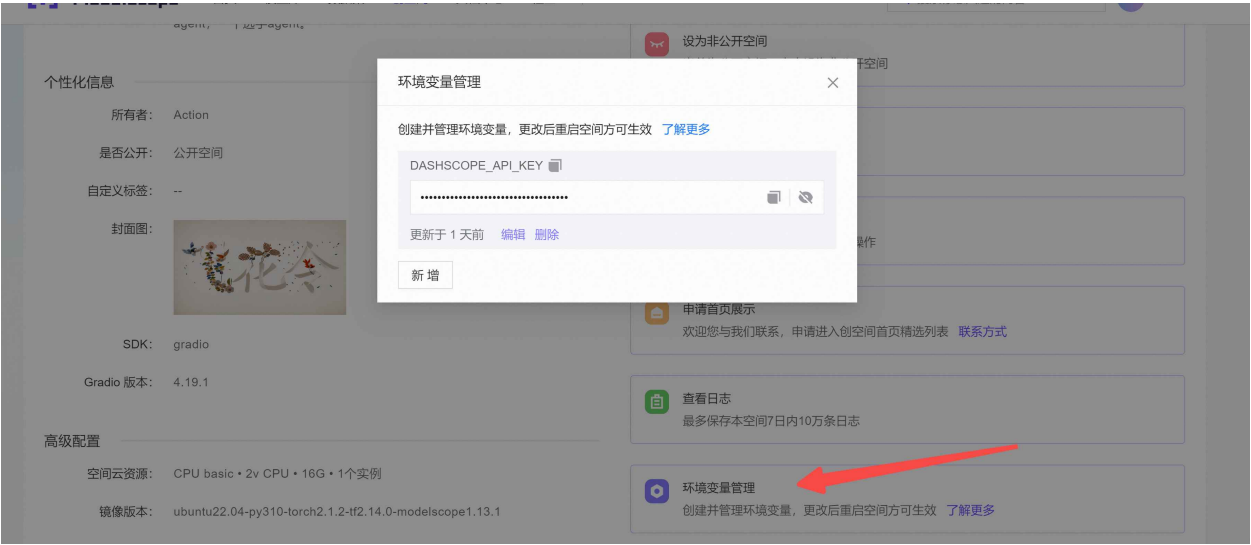 agent, 一个选手agent。
个性化信息
所有者： Action
是否公开： 公开空间
自定义标签： --
封面图：
SDK： gradio
Gradio 版本： 4.19.1
高级配置
空间云资源： CPU basic • 2v CPU • 16G • 1个实例
镜像版本： ubuntu22.04-py310-torch2.1.2-tf2.14.0-modelscope1.13.1
环境变量管理
创建并管理环境变量，更改后重启空间方可生效 了解更多
DASHSCOPE_API_KEY
••••••••••••••••••••••••••••••••••••
更新于 1 天前 编辑 删除
新 增
设为非公开空间
开空间
操作
申请首页展示
欢迎您与我们联系，申请进入创空间首页精选列表 联系方式
查看日志
最多保存本空间7日内10万条日志
环境变量管理
创建并管理环境变量，更改后重启空间方可生效 了解更多